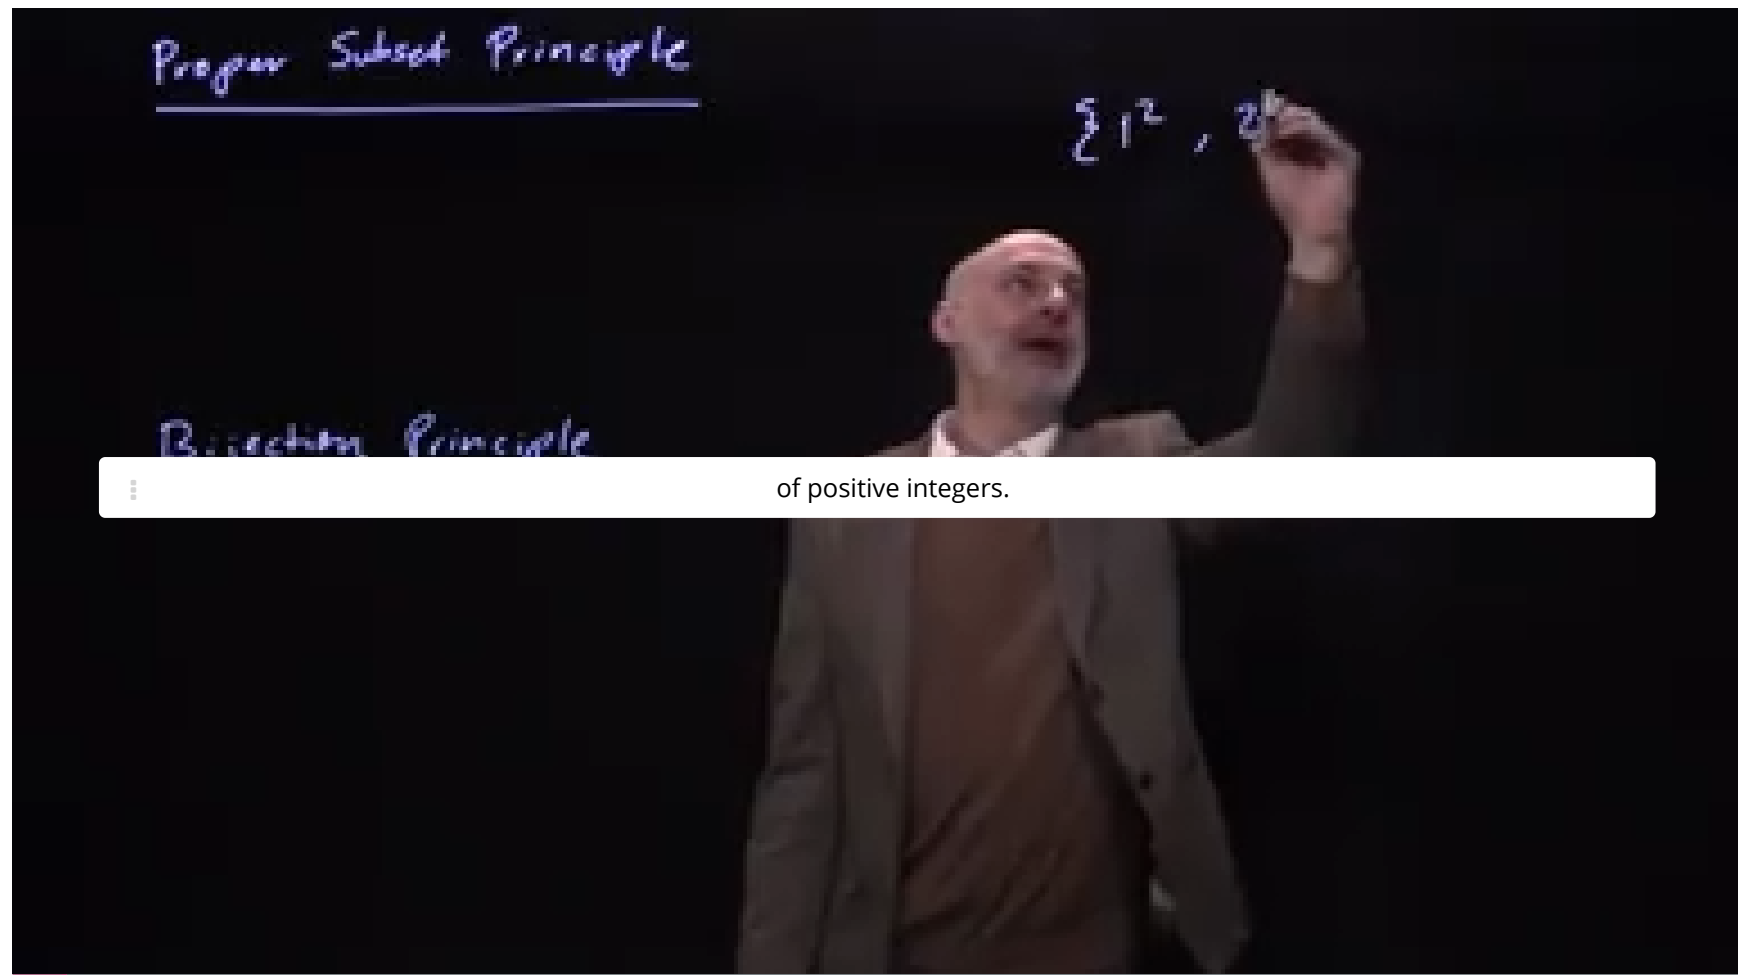 Proper Subset Principle
{ 1² , 2
Bijection Principle
of positive integers.